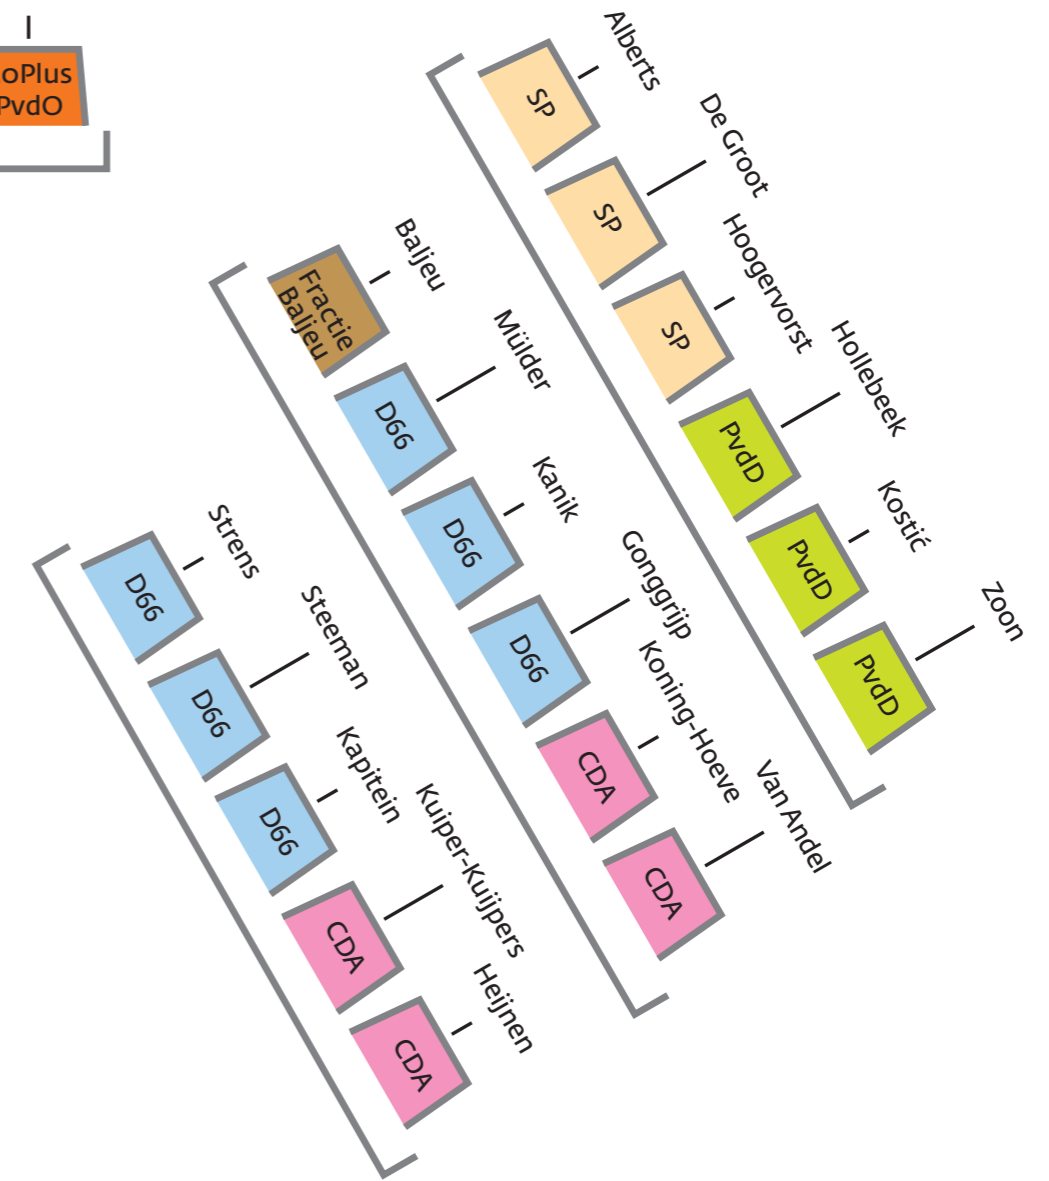 oPlus
PvdO
Alberts
SP
De Groot
SP
Hoogervorst
SP
Hollebeek
PvdD
Kostić
PvdD
Zoon
PvdD
Baljeu
Fractie
Baljeu
Mülder
D66
Kanik
D66
Gonggrijp
D66
Koning-Hoeve
CDA
Van Andel
CDA
Strens
D66
Steeman
D66
Kapitein
D66
Kuiper-Kuijpers
CDA
Heijnen
CDA